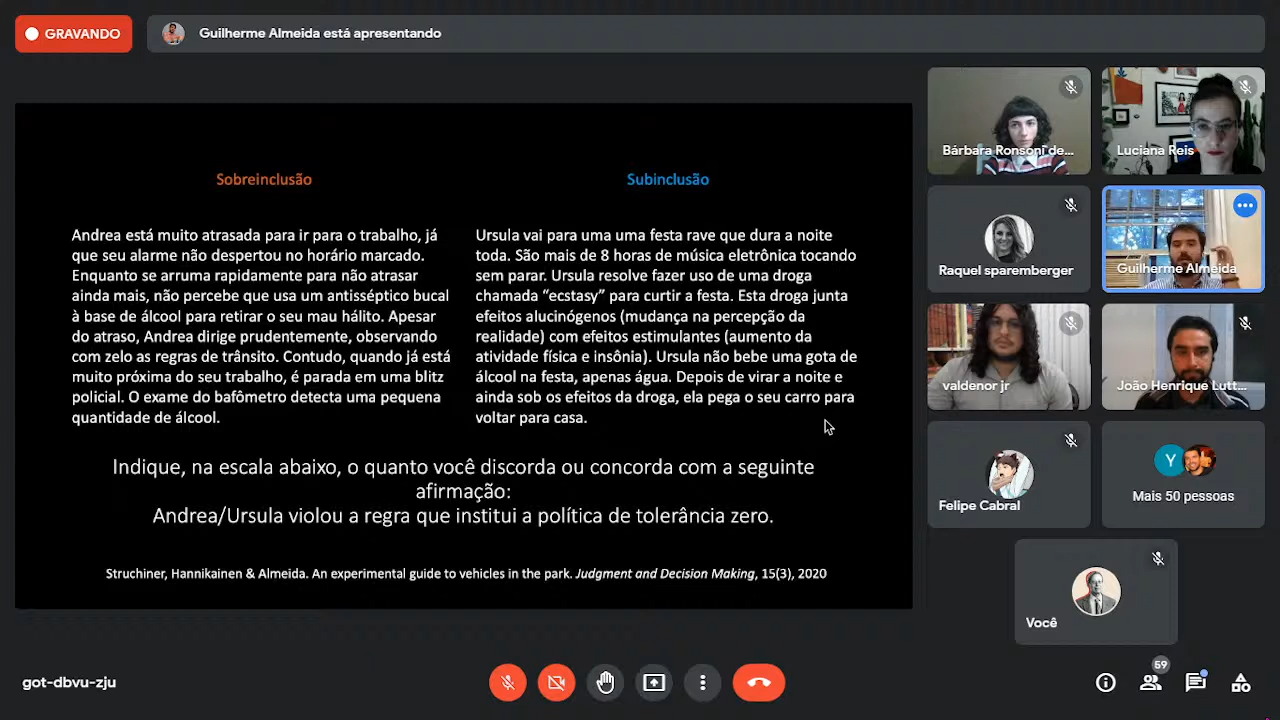 GRAVANDO
Guilherme Almeida está apresentando
Sobreinclusão
Andrea está muito atrasada para ir para o trabalho, já
que seu alarme não despertou no horário marcado.
Enquanto se arruma rapidamente para não atrasar
ainda mais, não percebe que usa um antisséptico bucal
à base de álcool para retirar o seu mau hálito. Apesar
do atraso, Andrea dirige prudentemente, observando
com zelo as regras de trânsito. Contudo, quando já está
muito próxima do seu trabalho, é parada em uma blitz
policial. O exame do bafômetro detecta uma pequena
quantidade de álcool.
Subinclusão
Ursula vai para uma uma festa rave que dura a noite
toda. São mais de 8 horas de música eletrônica tocando
sem parar. Ursula resolve fazer uso de uma droga
chamada “ecstasy” para curtir a festa. Esta droga junta
efeitos alucinógenos (mudança na percepção da
realidade) com efeitos estimulantes (aumento da
atividade física e insônia). Ursula não bebe uma gota de
álcool na festa, apenas água. Depois de virar a noite e
ainda sob os efeitos da droga, ela pega o seu carro para
voltar para casa.
Indique, na escala abaixo, o quanto você discorda ou concorda com a seguinte
afirmação:
Andrea/Ursula violou a regra que institui a política de tolerância zero.
Struchiner, Hannikainen & Almeida. An experimental guide to vehicles in the park. Judgment and Decision Making, 15(3), 2020
Bárbara Ronsoni de...
Luciana Reis
Raquel sparemberger
Guilherme Almeida
valdenor jr
João Henrique Lutt...
Felipe Cabral
Y
Mais 50 pessoas
Você
got-dbvu-zju
59